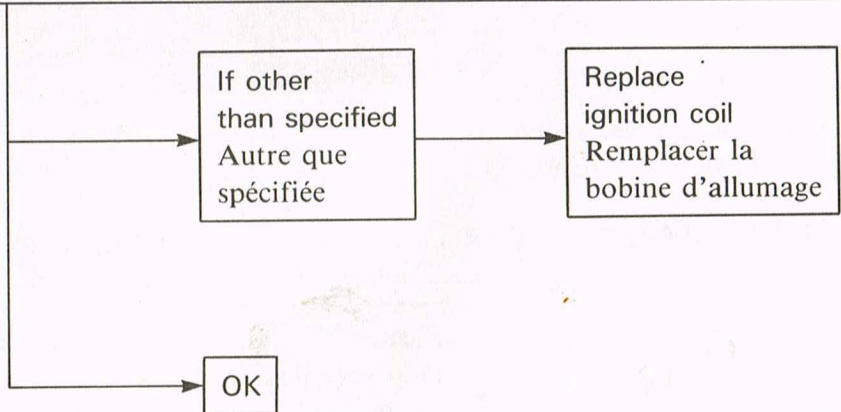 If other
than specified
Autre que
spécifiée
Replace
ignition coil
Remplacer la
bobine d'allumage
OK